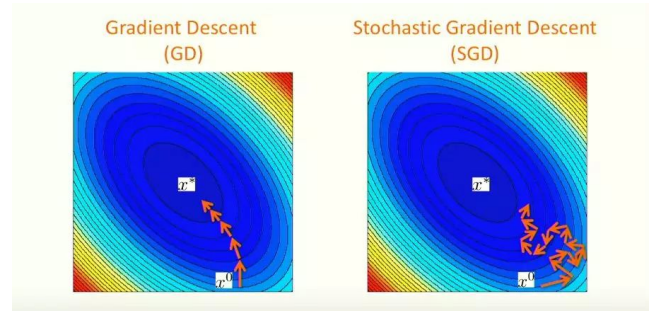 Gradient Descent
(GD)
x*
x⁰
Stochastic Gradient Descent
(SGD)
x*
x⁰